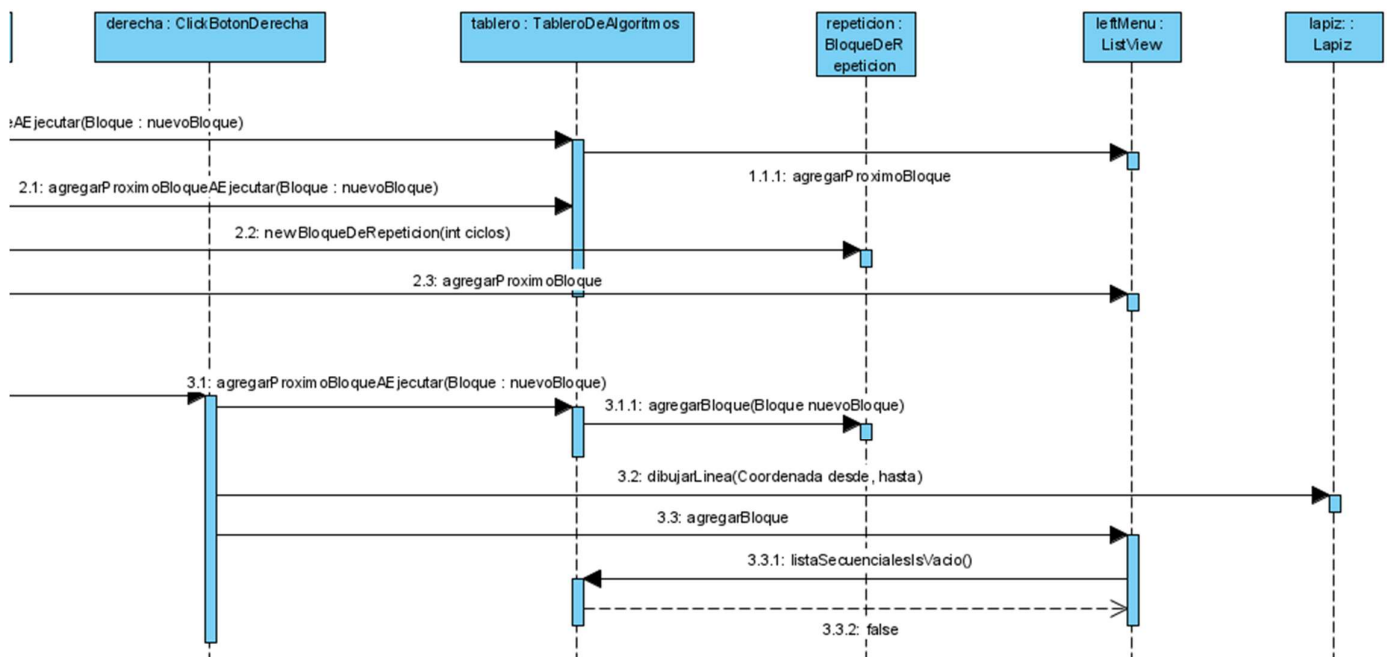 derecha : ClickBotonDerecha
tablero : TableroDeAlgoritmos
repeticion :
BloqueDeR
epeticion
leftMenu :
ListView
lapiz: :
Lapiz
eAEjecutar(Bloque : nuevoBloque)
1.1.1: agregarProximoBloque
2.1: agregarProximoBloqueAEjecutar(Bloque : nuevoBloque)
2.2: newBloqueDeRepeticion(int ciclos)
2.3: agregarProximoBloque
3.1: agregarProximoBloqueAEjecutar(Bloque : nuevoBloque)
3.1.1: agregarBloque(Bloque nuevoBloque)
3.2: dibujarLinea(Coordenada desde, hasta)
3.3: agregarBloque
3.3.1: listaSecuencialesIsVacio()
3.3.2: false